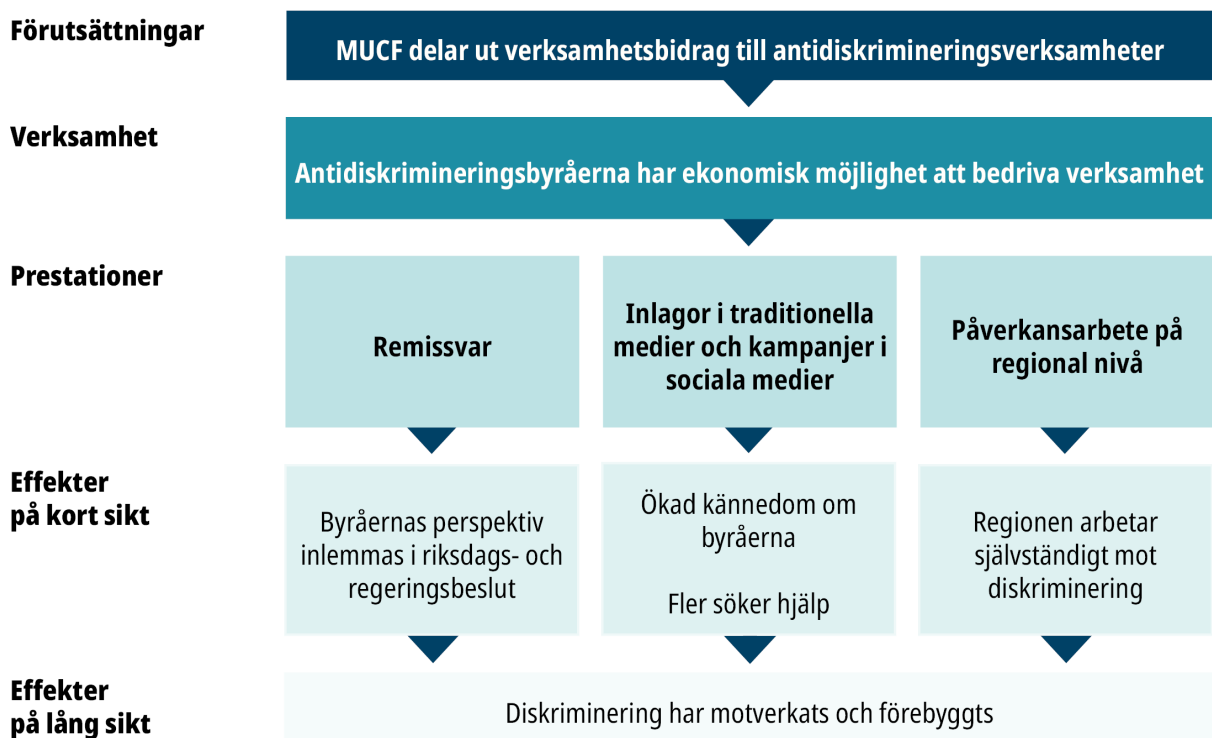 Förutsättningar
MUCF delar ut verksamhetsbidrag till antidiskrimineringsverksamheter
Verksamhet
Antidiskrimineringsbyråerna har ekonomisk möjlighet att bedriva verksamhet
Prestationer
Remissvar
Inlagor i traditionella
medier och kampanjer i
sociala medier
Påverkansarbete på
regional nivå
Effekter
på kort sikt
Byråernas perspektiv
inlemmas i riksdags- och
regeringsbeslut
Ökad kännedom om
byråerna
Fler söker hjälp
Regionen arbetar
självständigt mot
diskriminering
Effekter
på lång sikt
Diskriminering har motverkats och förebyggts